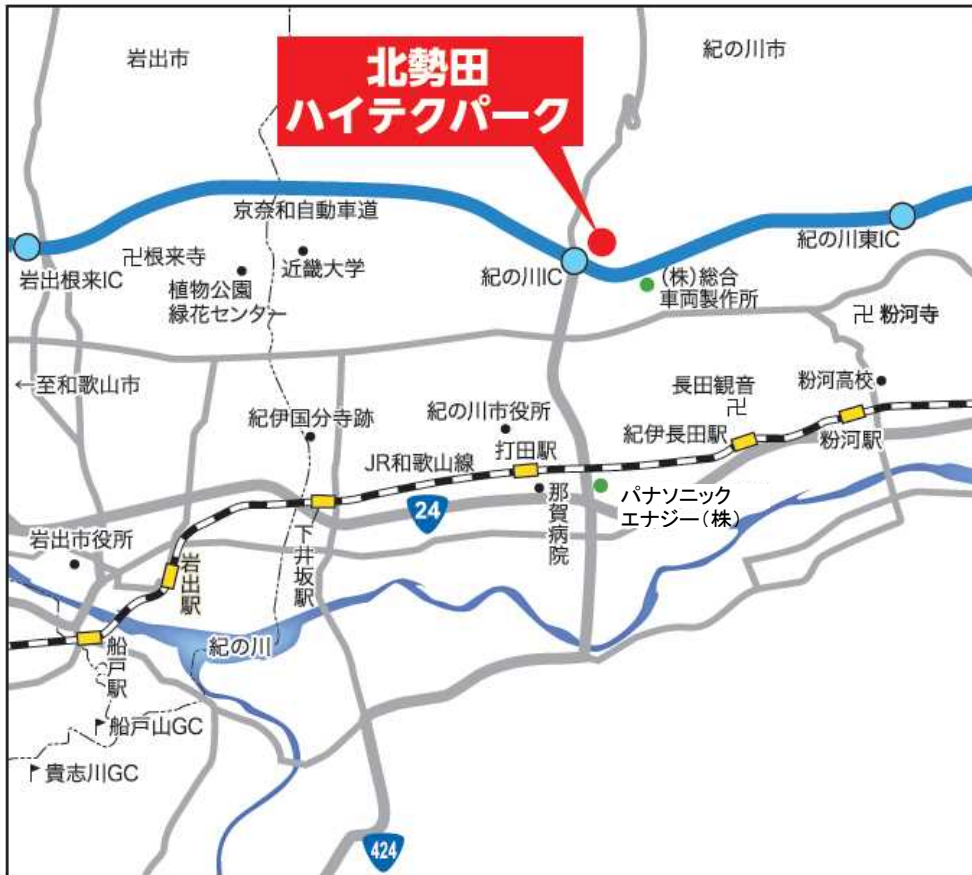 岩出市
紀の川市
北勢田
ハイテクパーク
京奈和自動車道
岩出根来IC
卍根来寺
近畿大学
植物公園
緑花センター
紀の川IC
紀の川東IC
(株)総合
車両製作所
卍 粉河寺
←至和歌山市
紀伊国分寺跡
紀の川市役所
長田観音
卍
粉河高校
紀伊長田駅
粉河駅
打田駅
JR和歌山線
24
那賀病院
パナソニック
エナジー(株)
岩出市役所
岩出駅
下井坂駅
紀の川
船戸駅
船戸山GC
貴志川GC
424